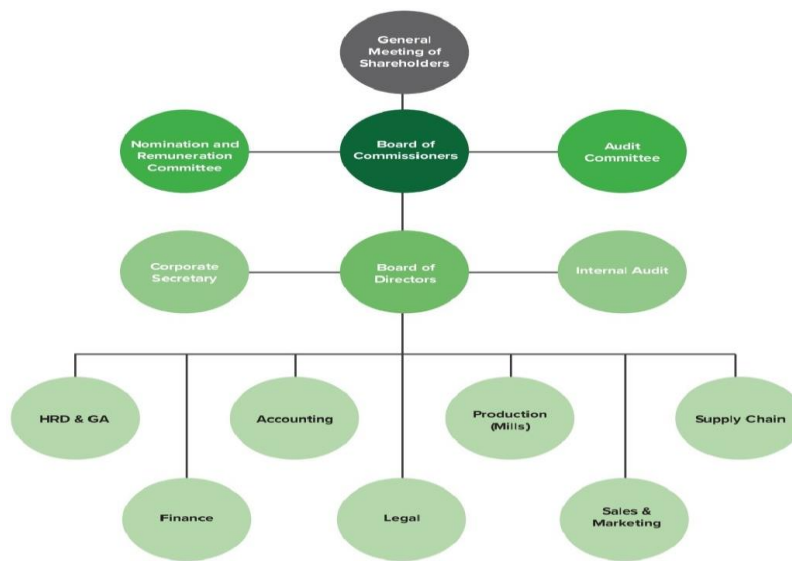 General
Meeting of
Shareholders
Nomination and
Remuneration
Committee
Board of
Commissioners
Audit
Committee
Corporate
Secretary
Board of
Directors
Internal Audit
HRD & GA
Accounting
Production
(Mills)
Supply Chain
Finance
Legal
Sales &
Marketing